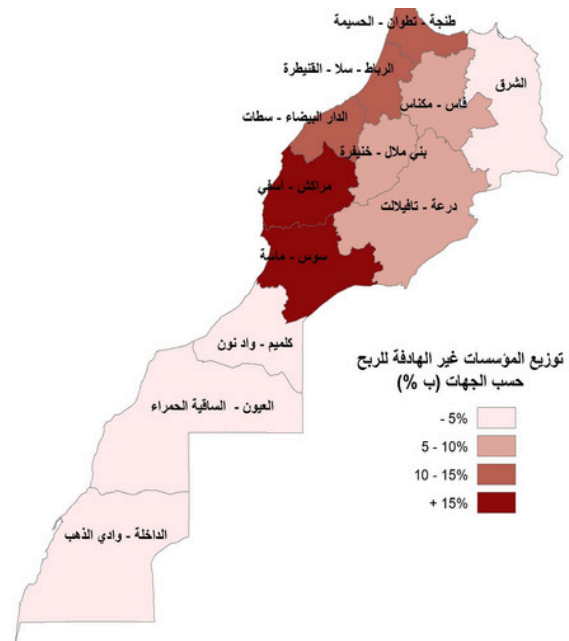 طنجة - تطوان - الحسيمة
الرباط - سلا - القنيطرة
الشرق
فاس - مكناس
الدار البيضاء - سطات
بني ملال - خنيفرة
مراكش - أسفي
درعة - تافيلالت
سوس - ماسة
كلميم - واد نون
العيون - الساقية الحمراء
الداخلة - وادي الذهب
توزيع المؤسسات غير الهادفة للربح
حسب الجهات (ب %)
- 5%
5 - 10%
10 - 15%
+ 15%